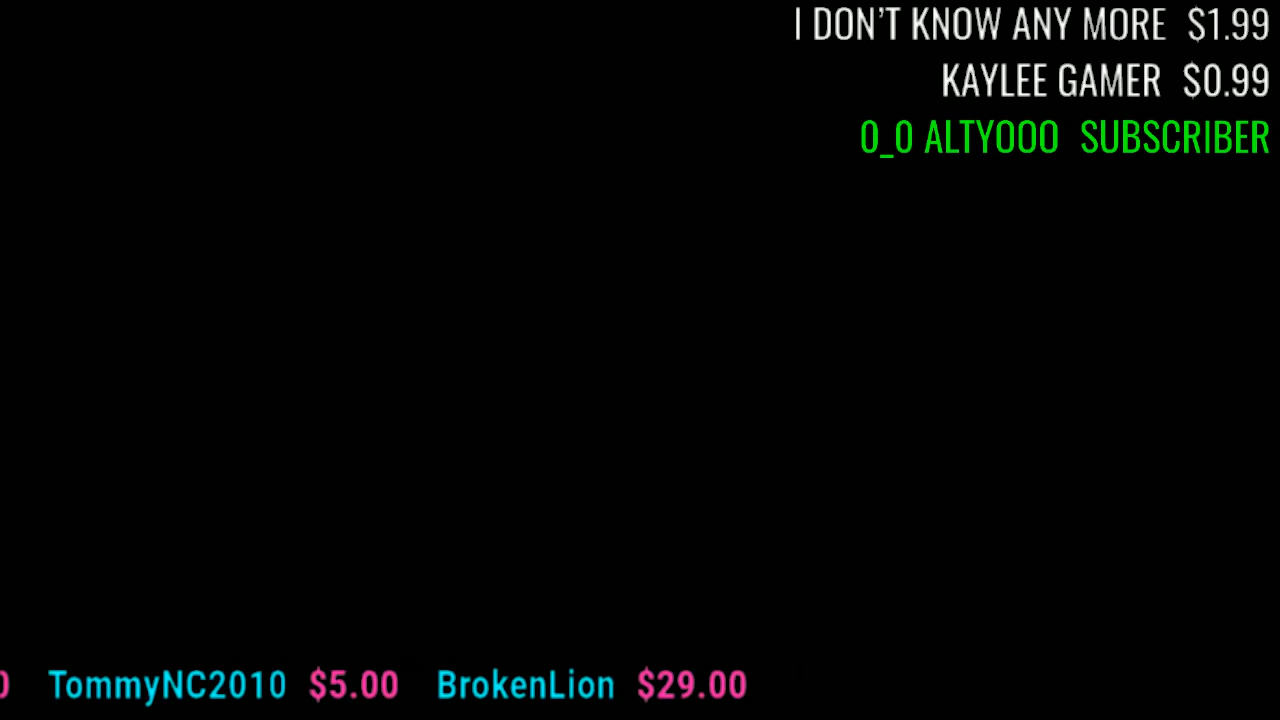 I DON’T KNOW ANY MORE $1.99
KAYLEE GAMER $0.99
0_0 ALTYOOO SUBSCRIBER
0 TommyNC2010 $5.00 BrokenLion $29.00